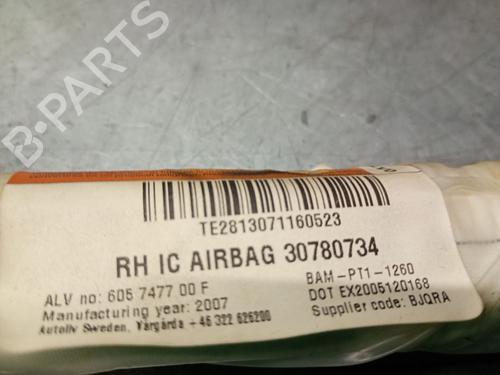 B-PARTS
TE2813071160523
RH IC AIRBAG 30780734
ALV no: 605 7477 00 F
BAM-PT1-1260
Manufacturing year: 2007
DOT EX2005120168
Autoliv Sweden, Vårgårda +46 322 626200
Supplier code: BJQRA